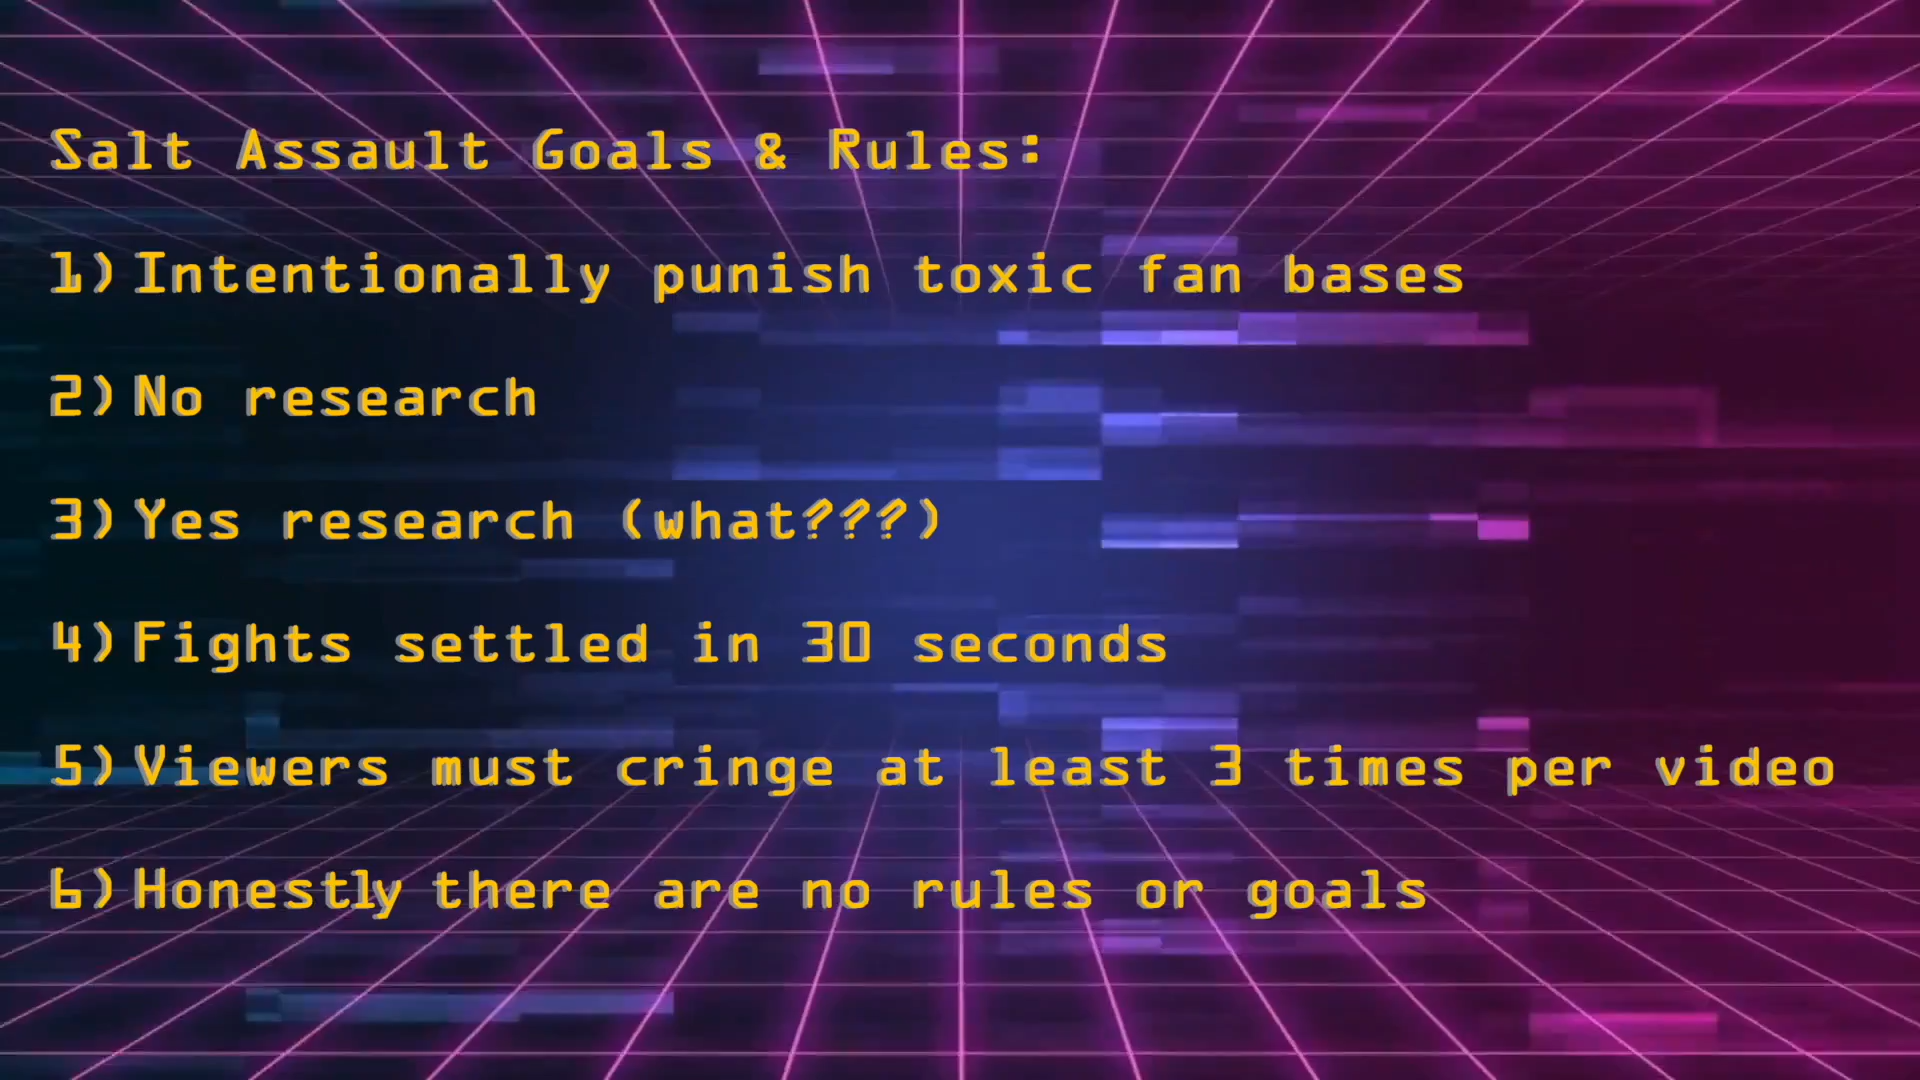 Salt Assault Goals & Rules:
1) Intentionally punish toxic fan bases
2) No research
3) Yes research (what???)
4) Fights settled in 30 seconds
5) Viewers must cringe at least 3 times per video
6) Honestly there are no rules or goals